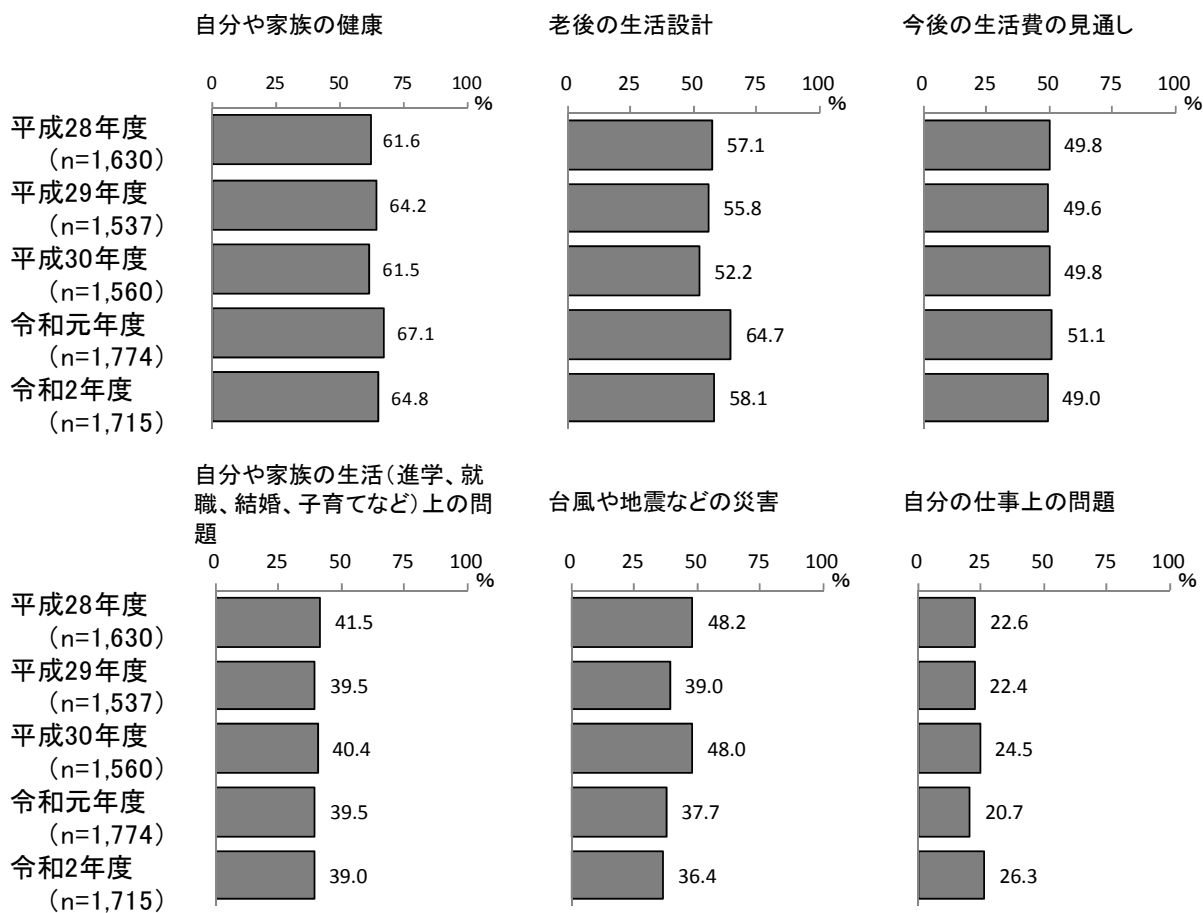 自分や家族の健康
0 25 50 75 100
%
平成28年度
(n=1,630)
61.6
平成29年度
(n=1,537)
64.2
平成30年度
(n=1,560)
61.5
令和元年度
(n=1,774)
67.1
令和2年度
(n=1,715)
64.8
老後の生活設計
0 25 50 75 100
%
57.1
55.8
52.2
64.7
58.1
今後の生活費の見通し
0 25 50 75 100
%
49.8
49.6
49.8
51.1
49.0
自分や家族の生活(進学、就
職、結婚、子育てなど)上の問
題
0 25 50 75 100
%
平成28年度
(n=1,630)
41.5
平成29年度
(n=1,537)
39.5
平成30年度
(n=1,560)
40.4
令和元年度
(n=1,774)
39.5
令和2年度
(n=1,715)
39.0
台風や地震などの災害
0 25 50 75 100
%
48.2
39.0
48.0
37.7
36.4
自分の仕事上の問題
0 25 50 75 100
%
22.6
22.4
24.5
20.7
26.3